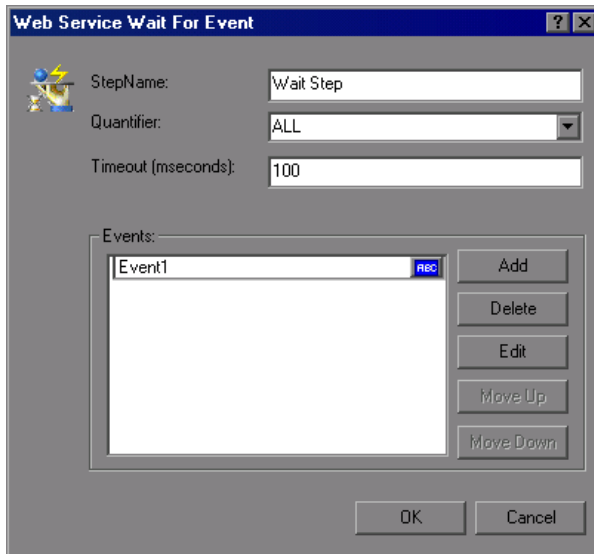 Web Service Wait For Event
StepName: Wait Step
Quantifier: ALL
Timeout (mseconds): 100
Events:
Event1 ABC
Add
Delete
Edit
Move Up
Move Down
OK Cancel